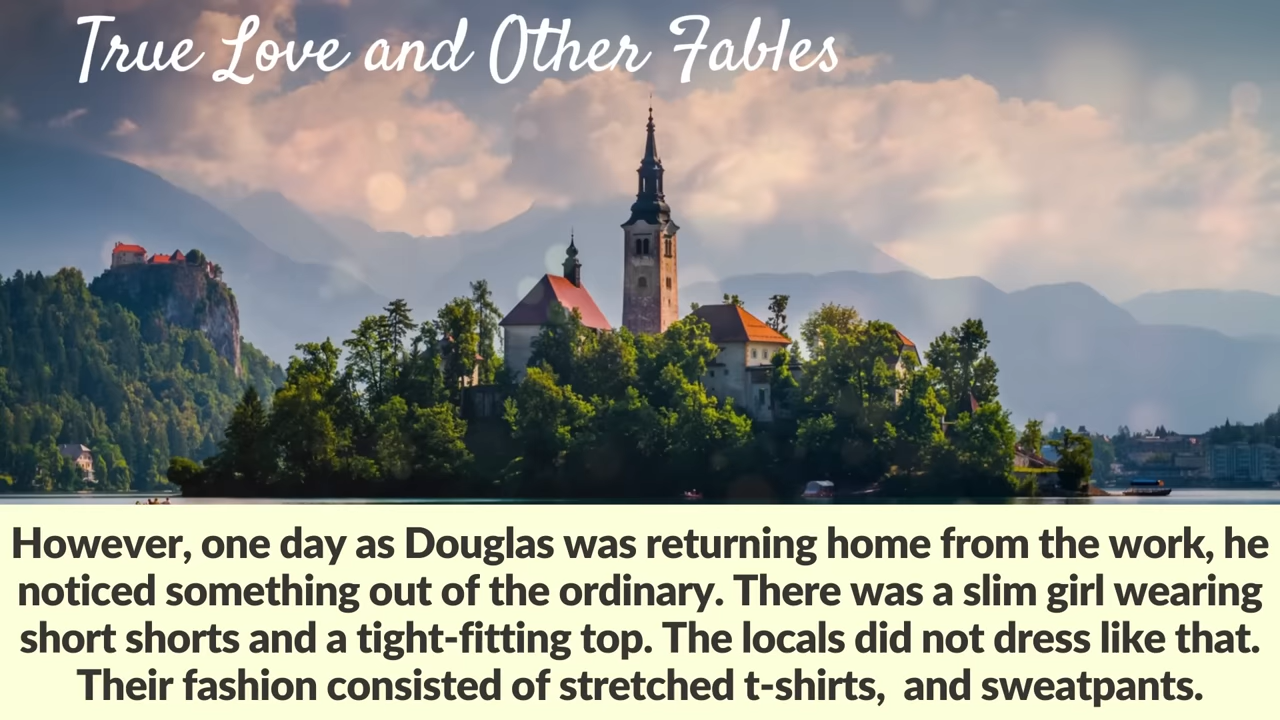 True Love and Other Fables
However, one day as Douglas was returning home from the work, he
noticed something out of the ordinary. There was a slim girl wearing
short shorts and a tight-fitting top. The locals did not dress like that.
Their fashion consisted of stretched t-shirts,  and sweatpants.